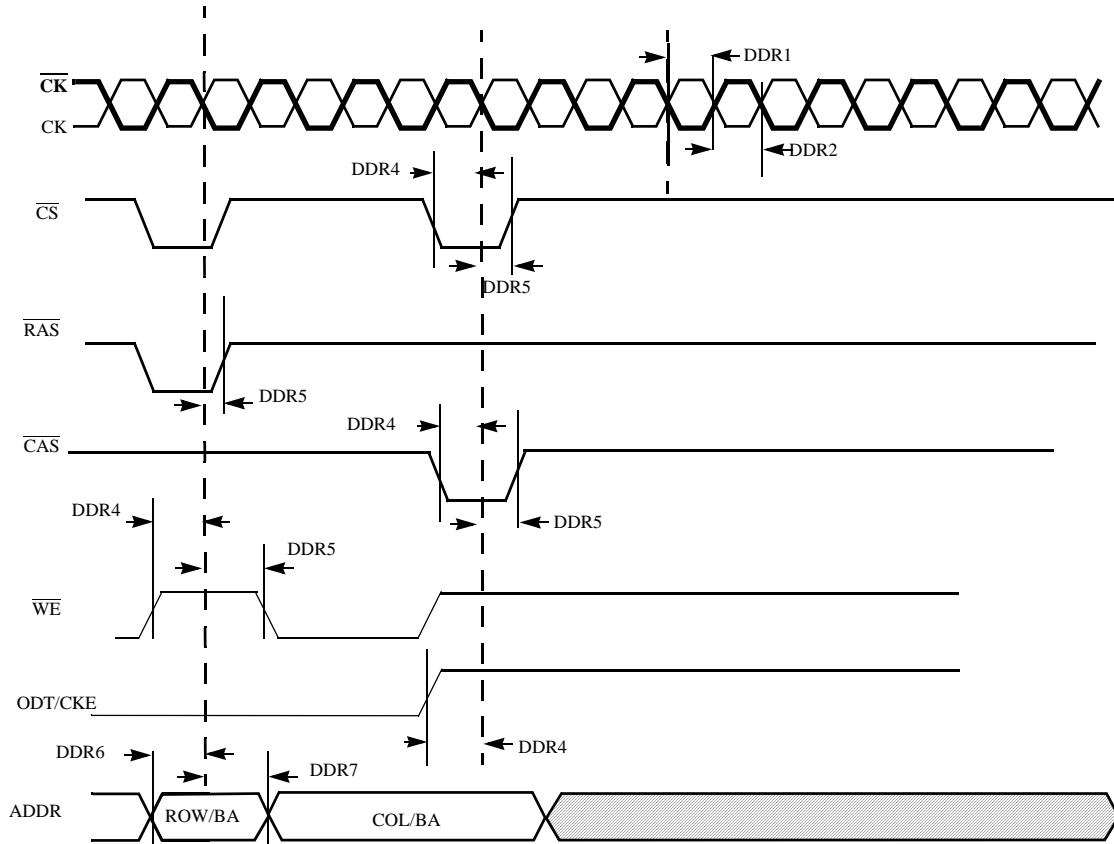 DDR1
CK
CK
DDR2
DDR4
CS
DDR5
RAS
DDR5
DDR4
CAS
DDR4
DDR5
DDR5
WE
ODT/CKE
DDR4
DDR6
DDR7
ADDR
ROW/BA
COL/BA